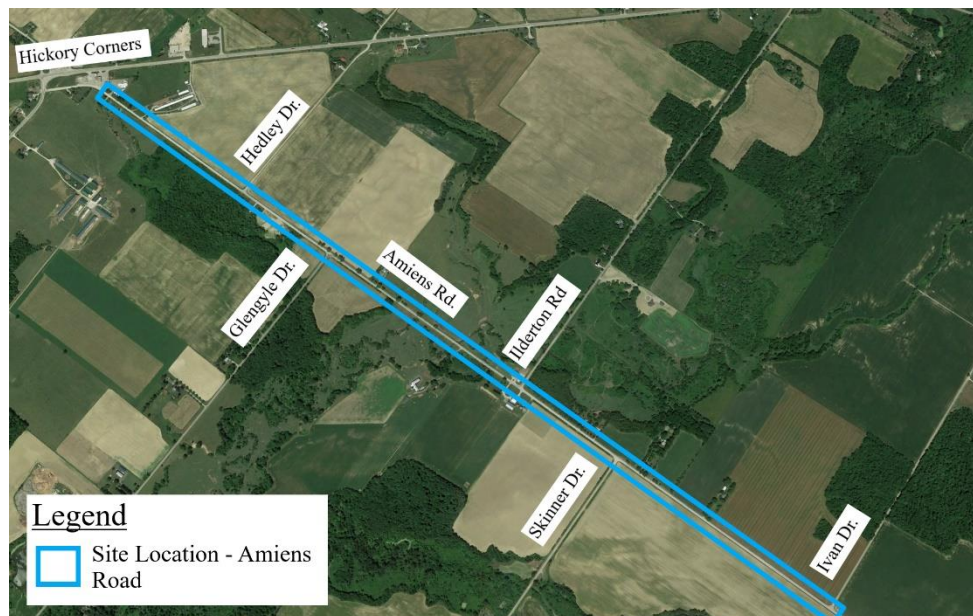 Hickory Corners
Hedley Dr.
Glengyle Dr.
Amiens Rd.
Ilderton Rd
Skinner Dr.
Ivan Dr.
Legend
Site Location - Amiens
Road